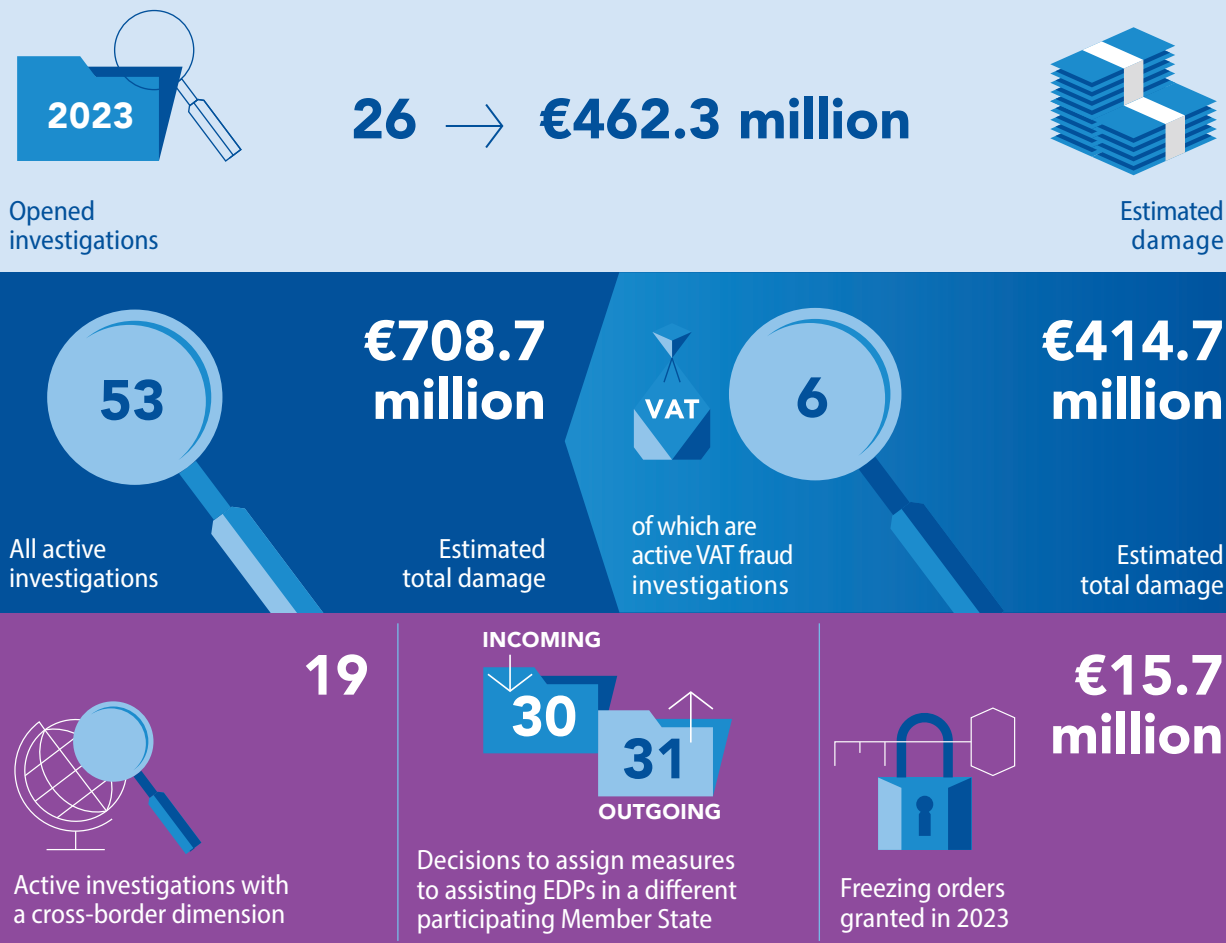 2023
26 → €462.3 million
Opened
investigations
Estimated
damage
53
€708.7
million
All active
investigations
Estimated
total damage
VAT
6
€414.7
million
of which are
active VAT fraud
investigations
Estimated
total damage
19
Active investigations with
a cross-border dimension
INCOMING
30
31
OUTGOING
Decisions to assign measures
to assisting EDPs in a different
participating Member State
€15.7
million
Freezing orders
granted in 2023